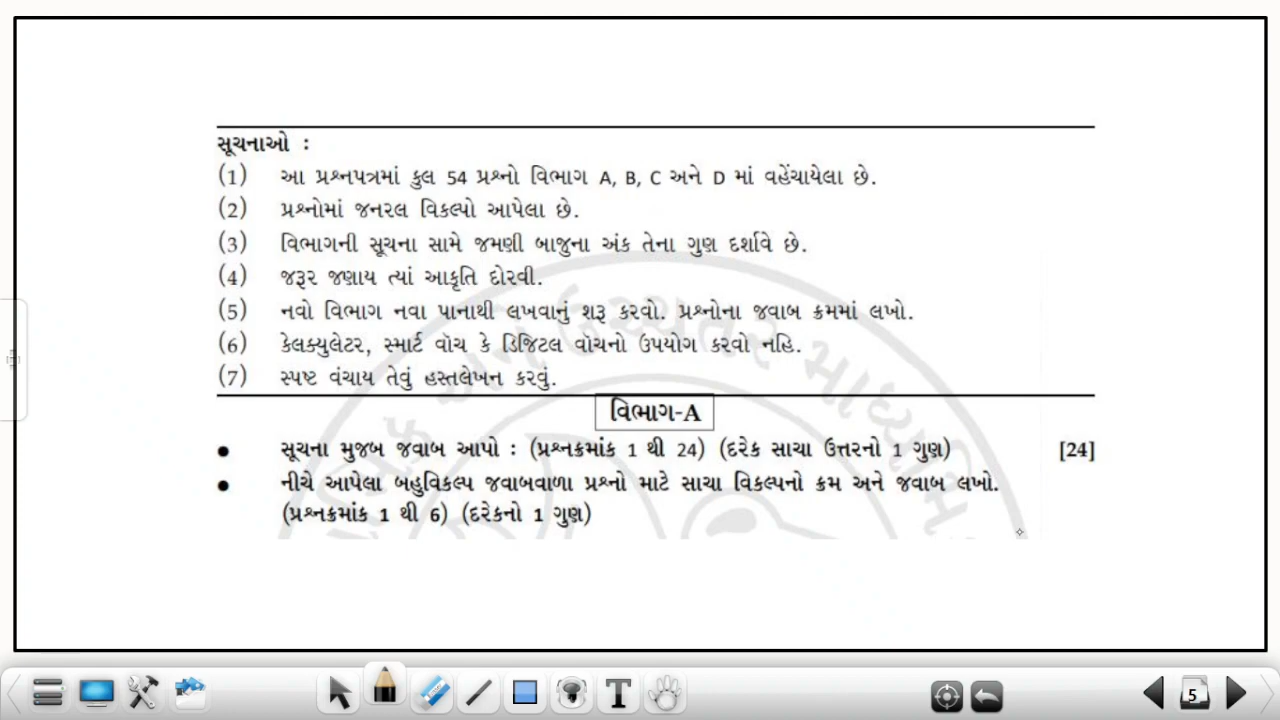 સૂચનાઓ :
(1) આ પ્રશ્નપત્રમાં કુલ 54 પ્રશ્નો વિભાગ A, B, C અને D માં વહેંચાયેલા છે.
(2) પ્રશ્નોમાં જનરલ વિકલ્પો આપેલા છે.
(3) વિભાગની સૂચના સામે જમણી બાજુના અંક તેના ગુણ દર્શાવે છે.
(4) જરૂર જણાય ત્યાં આકૃતિ દોરવી.
(5) નવો વિભાગ નવા પાનાથી લખવાનું શરૂ કરવો. પ્રશ્નોના જવાબ ક્રમમાં લખો.
(6) કેલક્યુલેટર, સ્માર્ટ વૉચ કે ડિજિટલ વૉચનો ઉપયોગ કરવો નહિ.
(7) સ્પષ્ટ વંચાય તેવું હસ્તલેખન કરવું.
વિભાગ-A
● સૂચના મુજબ જવાબ આપો : (પ્રશ્નક્રમાંક 1 થી 24) (દરેક સાચા ઉત્તરનો 1 ગુણ) [24]
● નીચે આપેલા બહુવિકલ્પ જવાબવાળા પ્રશ્નો માટે સાચા વિકલ્પનો ક્રમ અને જવાબ લખો.
(પ્રશ્નક્રમાંક 1 થી 6) (દરેકનો 1 ગુણ)
5